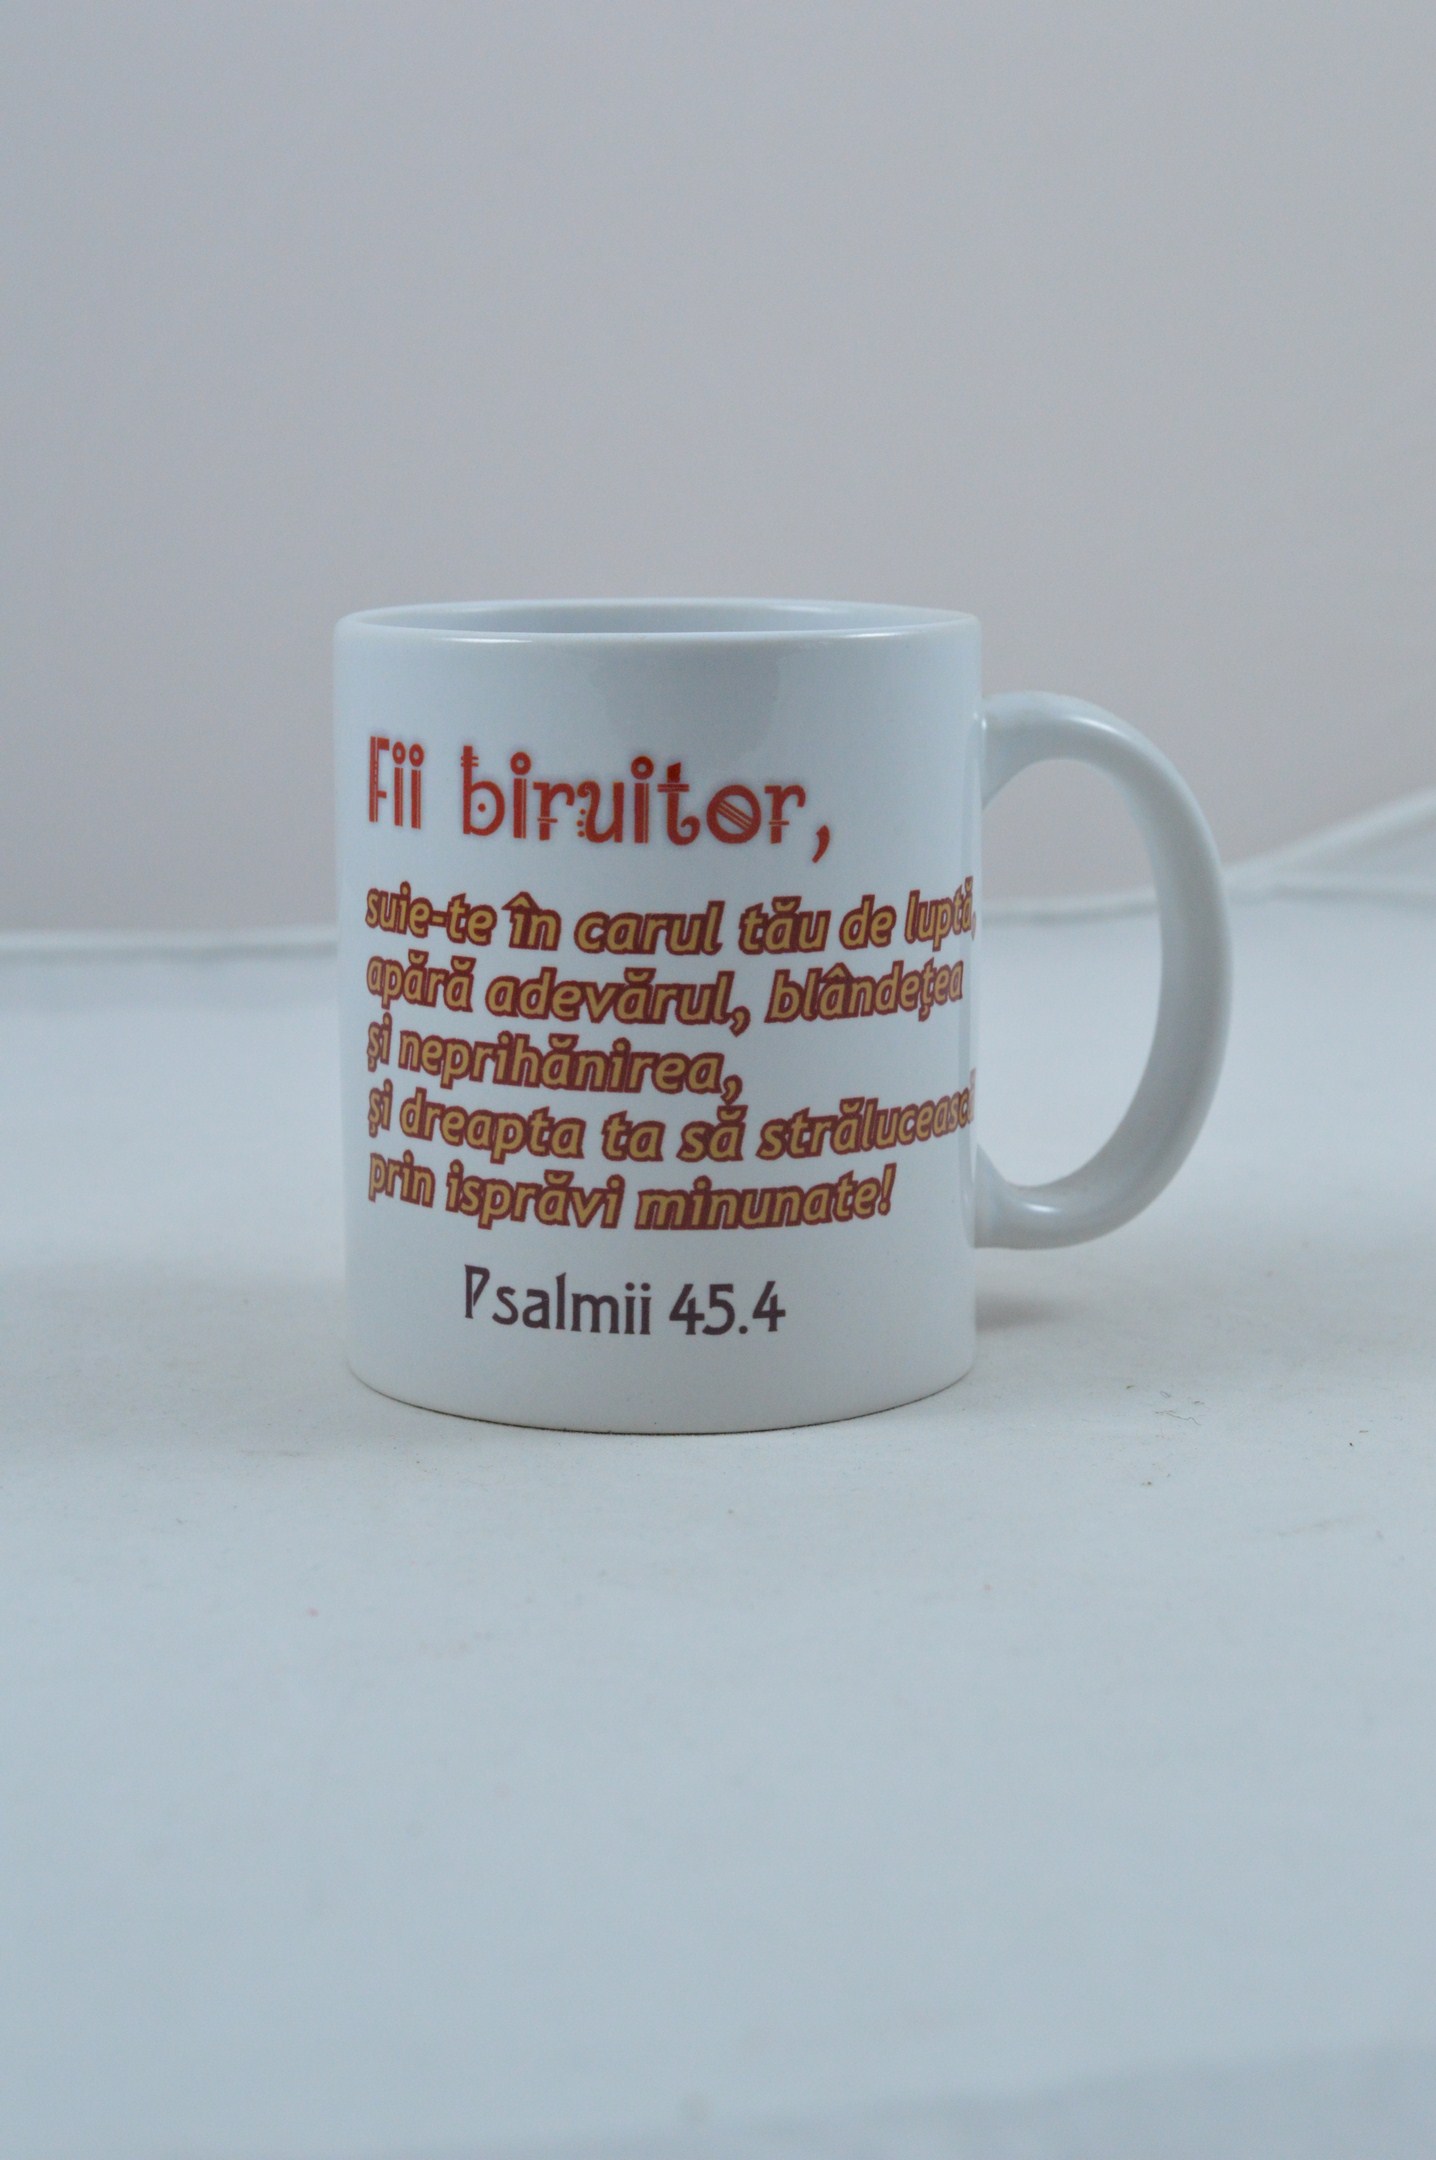 Fii biruitor,
suie-te în carul tău de luptă,
apără adevărul, blândețea
și neprihănirea,
și dreapta ta să strălucească
prin isprăvi minunate!
Psalmii 45.4